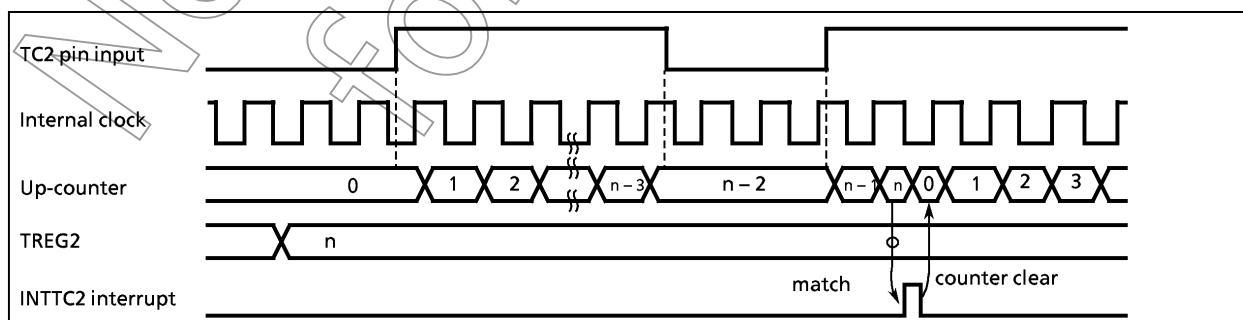 TC2 pin input
Internal clock
Up-counter 0 1 2 n – 3 n – 2 n – 1 n 0 1 2 3
TREG2 n
match counter clear
INTTC2 interrupt